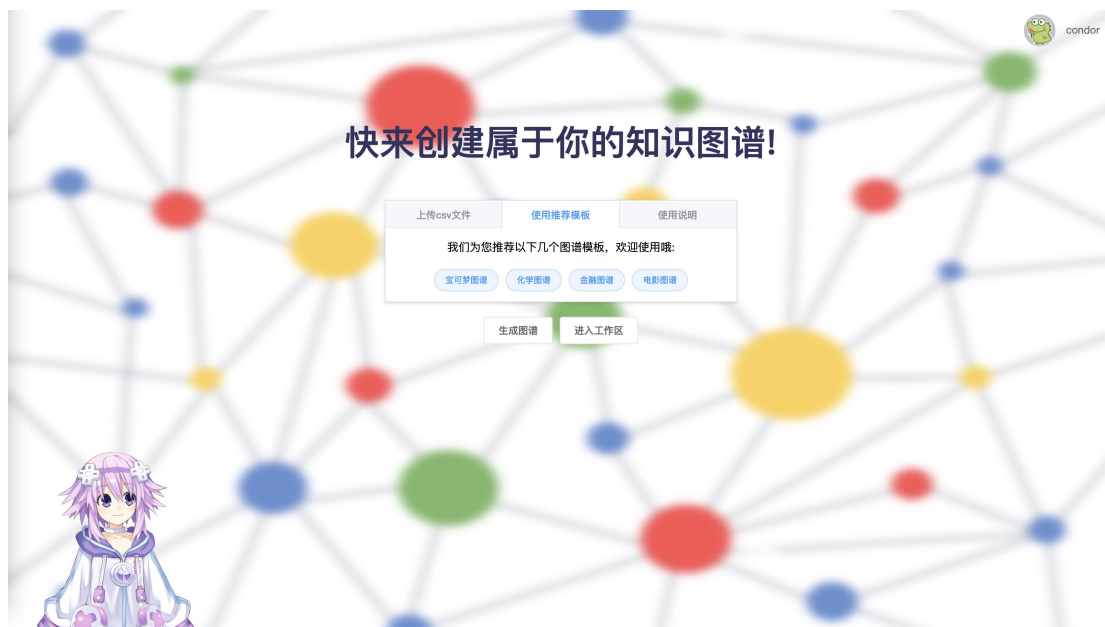 condor
快来创建属于你的知识图谱!
上传csv文件 使用推荐模板 使用说明
我们为您推荐以下几个图谱模板，欢迎使用哦:
宝可梦图谱 化学图谱 金融图谱 电影图谱
生成图谱 进入工作区